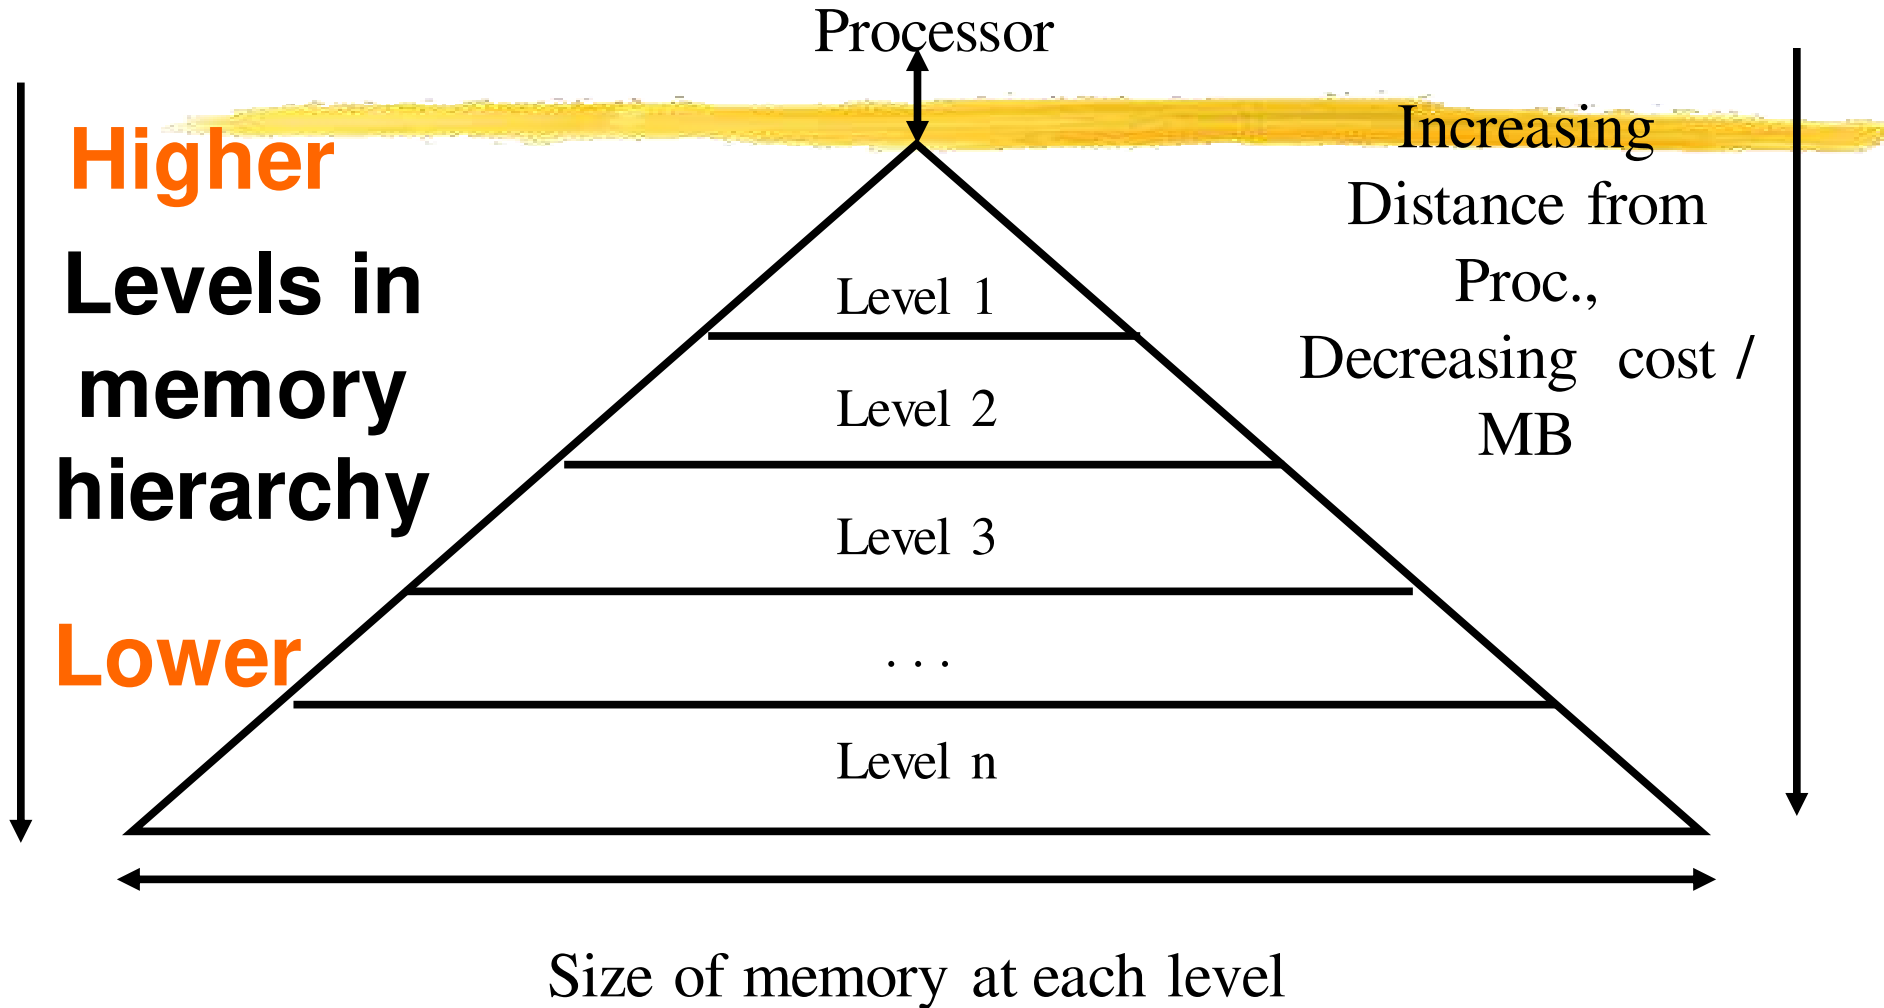 Processor
Higher
Levels in
memory
hierarchy
Lower
Increasing
Distance from
Proc.,
Decreasing cost /
MB
Level 1
Level 2
Level 3
. . .
Level n
Size of memory at each level